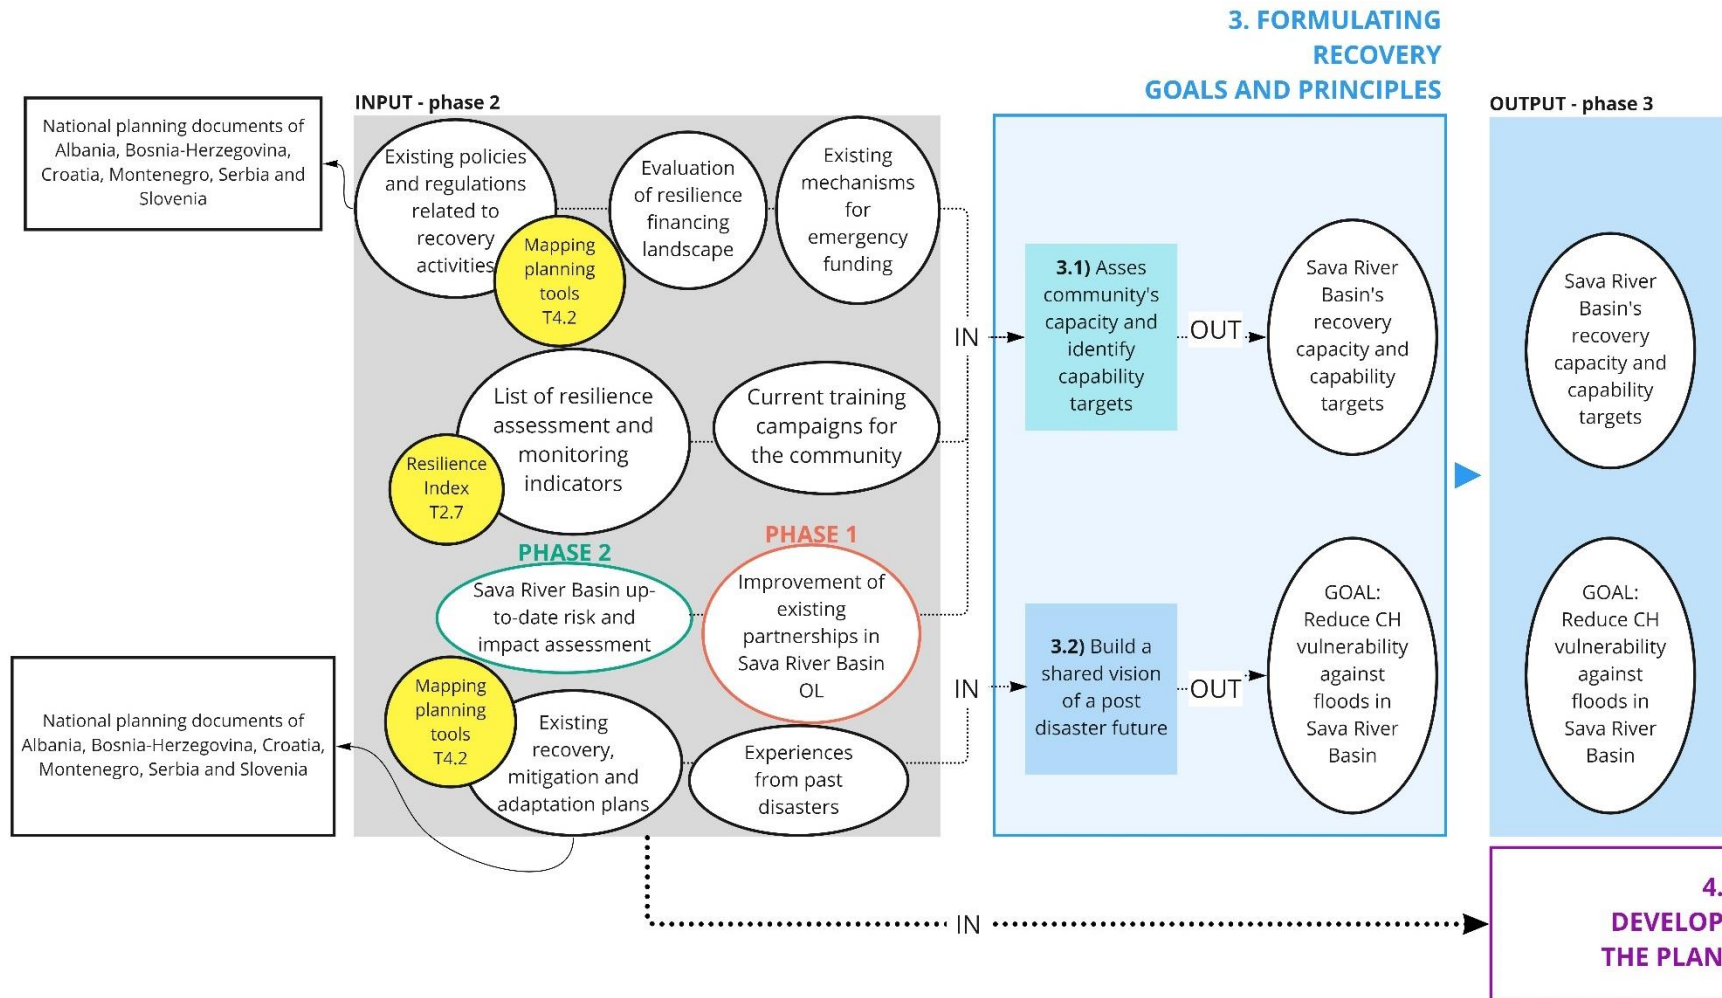 3. FORMULATING
RECOVERY
GOALS AND PRINCIPLES
INPUT - phase 2
OUTPUT - phase 3
National planning documents of
Albania, Bosnia-Herzegovina,
Croatia, Montenegro, Serbia and
Slovenia
Existing policies
and regulations
related to
recovery
activities
Mapping
planning
tools
T4.2
Evaluation
of resilience
financing
landscape
Existing
mechanisms
for
emergency
funding
List of resilience
assessment and
monitoring
indicators
Resilience
Index
T2.7
Current training
campaigns for
the community
PHASE 2
Sava River Basin up-
to-date risk and
impact assessment
PHASE 1
Improvement of
existing
partnerships in
Sava River Basin
OL
National planning documents of
Albania, Bosnia-Herzegovina, Croatia,
Montenegro, Serbia and Slovenia
Mapping
planning
tools
T4.2
Existing
recovery,
mitigation and
adaptation plans
Experiences
from past
disasters
IN
3.1) Asses
community's
capacity and
identify
capability
targets
OUT
Sava River
Basin's
recovery
capacity and
capability
targets
IN
3.2) Build a
shared vision
of a post
disaster future
OUT
GOAL:
Reduce CH
vulnerability
against
floods in
Sava River
Basin
Sava River
Basin's
recovery
capacity and
capability
targets
GOAL:
Reduce CH
vulnerability
against
floods in
Sava River
Basin
IN
4.
DEVELOP
THE PLAN